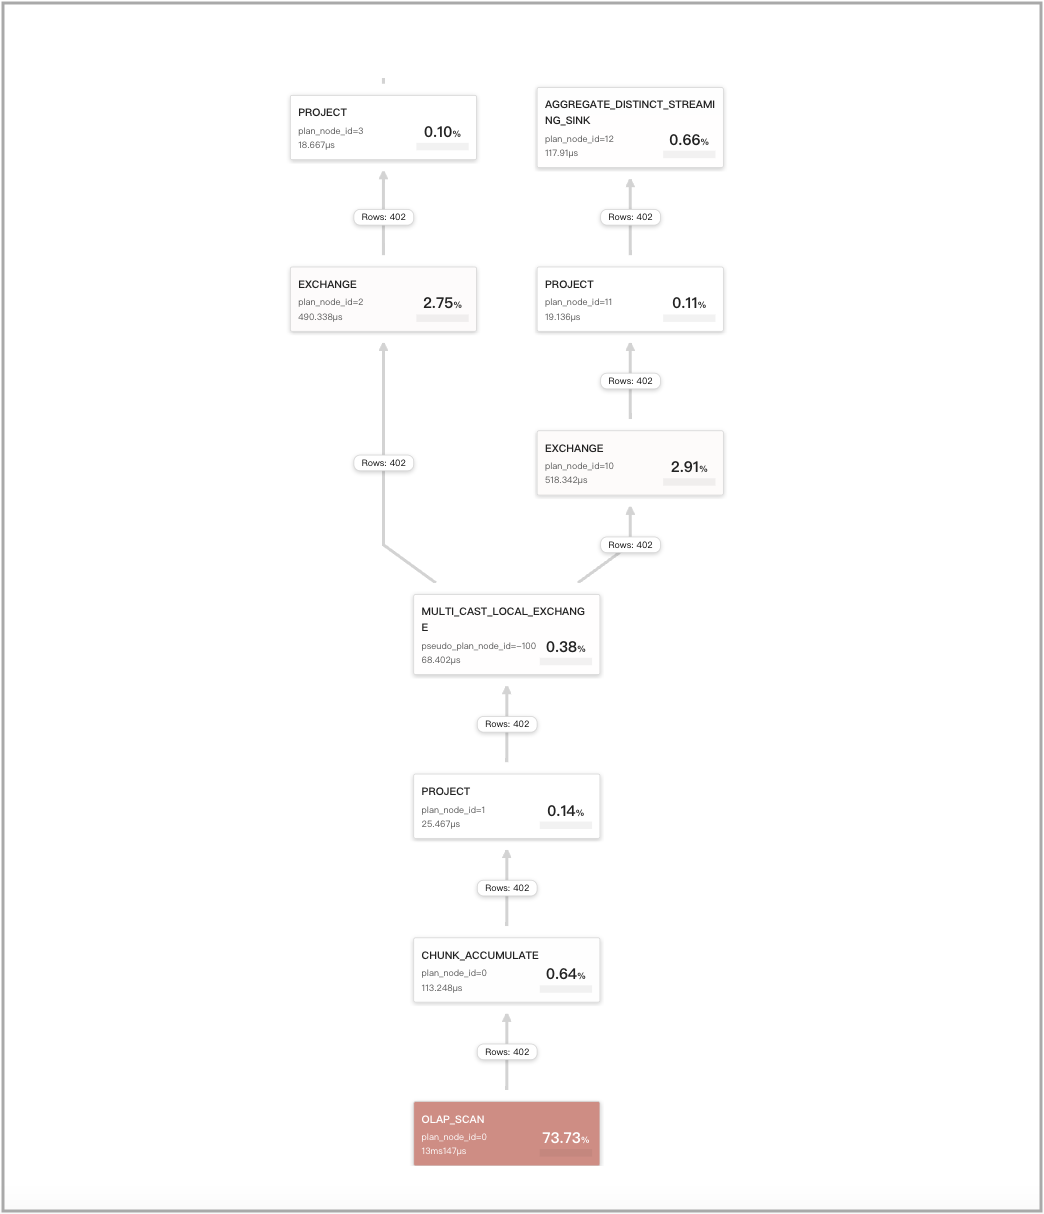 PROJECT
plan_node_id=3
18.667μs
0.10%
AGGREGATE_DISTINCT_STREAMI
NG_SINK
plan_node_id=12
117.91μs
0.66%
Rows: 402
Rows: 402
EXCHANGE
plan_node_id=2
490.338μs
2.75%
PROJECT
plan_node_id=11
19.136μs
0.11%
Rows: 402
EXCHANGE
plan_node_id=10
518.342μs
2.91%
Rows: 402
Rows: 402
MULTI_CAST_LOCAL_EXCHANG
E
pseudo_plan_node_id=-100
68.402μs
0.38%
Rows: 402
PROJECT
plan_node_id=1
25.467μs
0.14%
Rows: 402
CHUNK_ACCUMULATE
plan_node_id=0
113.248μs
0.64%
Rows: 402
OLAP_SCAN
plan_node_id=0
13ms147μs
73.73%